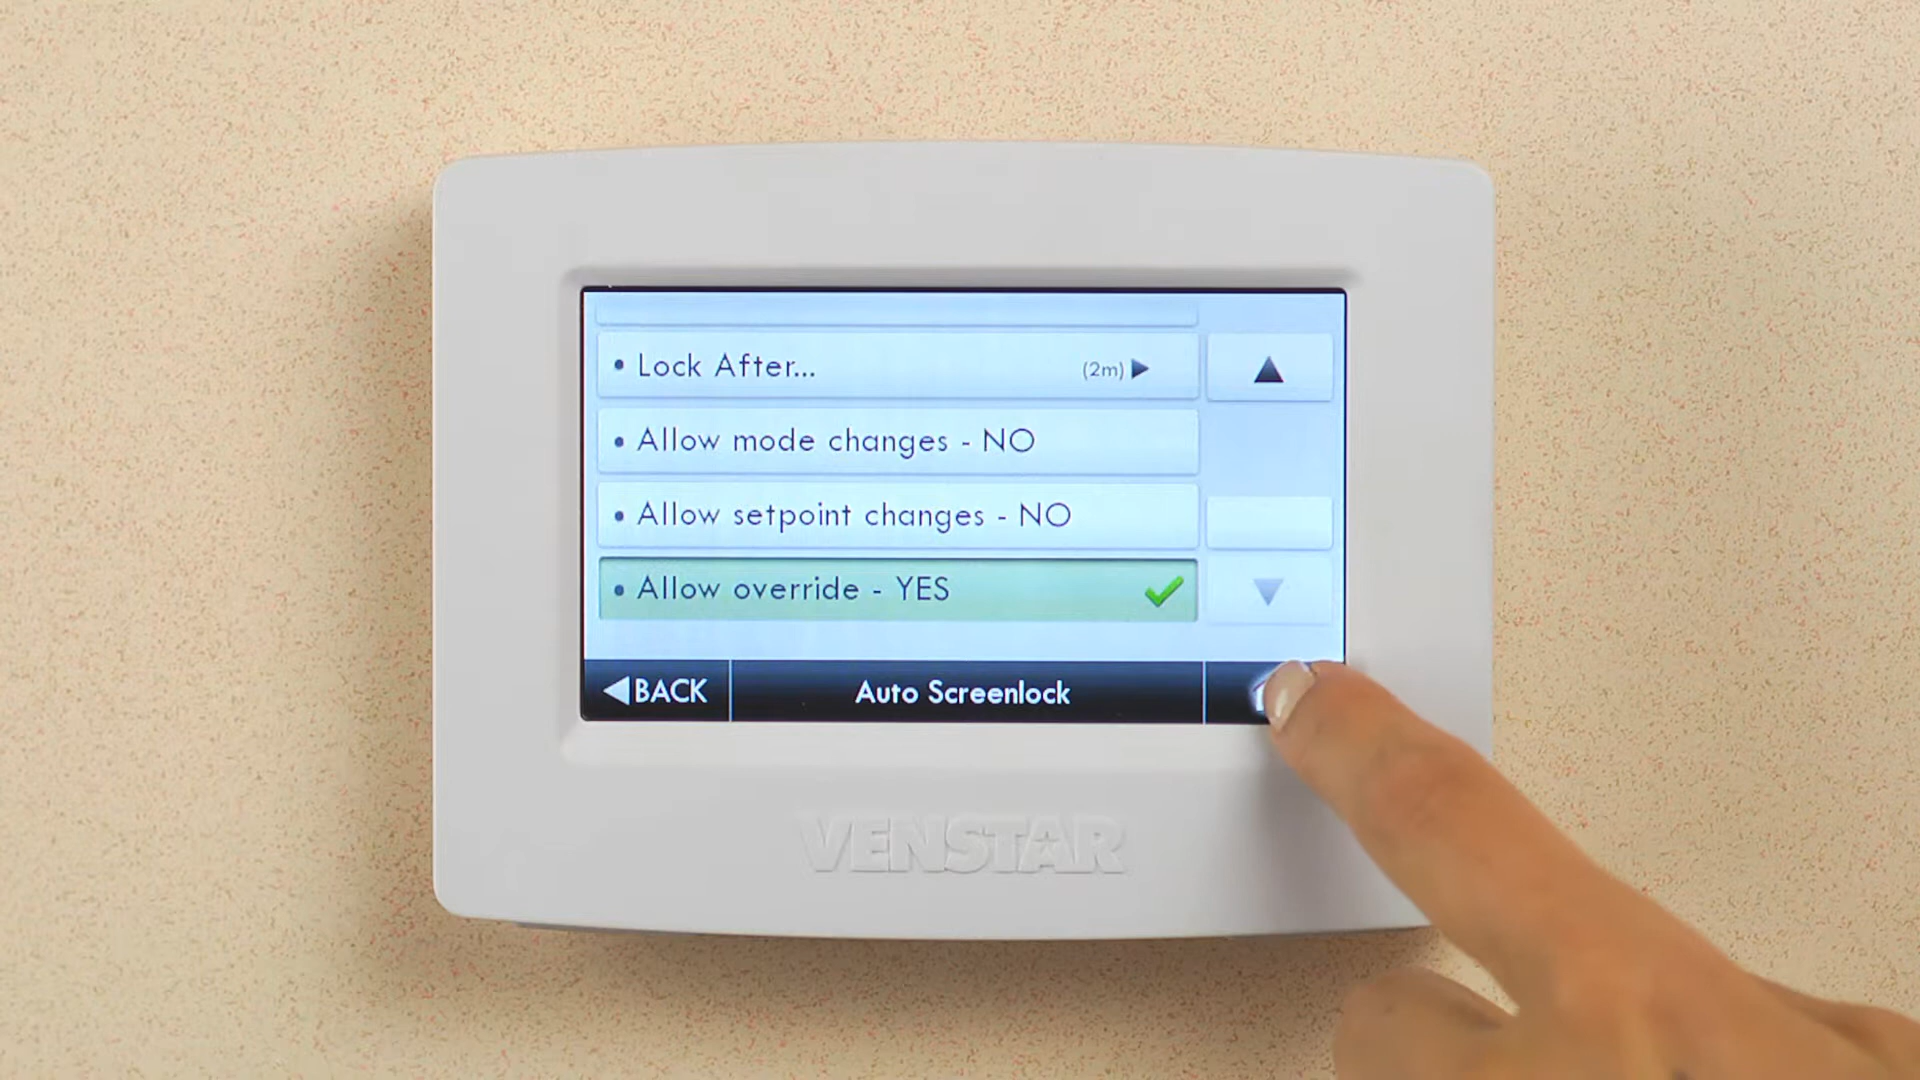 • Lock After... (2m) ▶
• Allow mode changes - NO
• Allow setpoint changes - NO
• Allow override - YES
BACK Auto Screenlock
VENSTAR